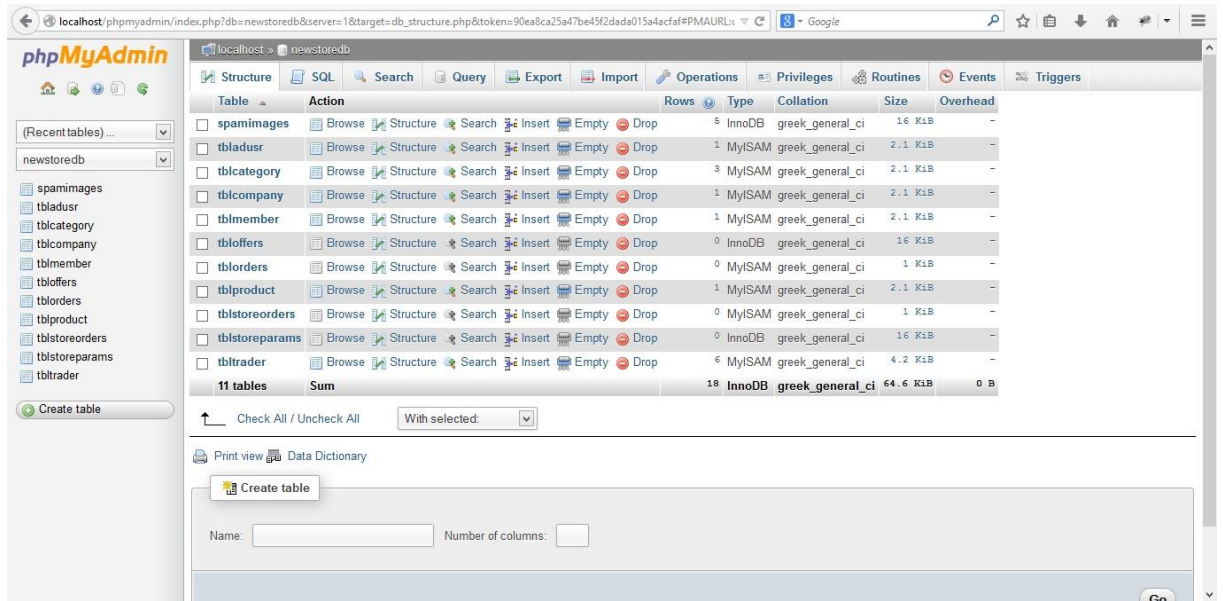 localhost/phpmyadmin/index.php?db=newstoredb&server=1&target=db_structure.php&token=90ea8ca25a47be45f2dada015a4acfaf#PMAURL:
Google
phpMyAdmin
(Recent tables) ...
newstoredb
spamimages
tbladusr
tblcategory
tblcompany
tblmember
tbloffers
tblorders
tblproduct
tblstoreorders
tblstoreparams
tbltrader
Create table
localhost » newstoredb
Structure SQL Search Query Export Import Operations Privileges Routines Events Triggers
Table Action Rows Type Collation Size Overhead
spamimages Browse Structure Search Insert Empty Drop 5 InnoDB greek_general_ci 16 KiB -
tbladusr Browse Structure Search Insert Empty Drop 1 MyISAM greek_general_ci 2.1 KiB -
tblcategory Browse Structure Search Insert Empty Drop 3 MyISAM greek_general_ci 2.1 KiB -
tblcompany Browse Structure Search Insert Empty Drop 1 MyISAM greek_general_ci 2.1 KiB -
tblmember Browse Structure Search Insert Empty Drop 1 MyISAM greek_general_ci 2.1 KiB -
tbloffers Browse Structure Search Insert Empty Drop 0 InnoDB greek_general_ci 16 KiB -
tblorders Browse Structure Search Insert Empty Drop 0 MyISAM greek_general_ci 1 KiB -
tblproduct Browse Structure Search Insert Empty Drop 1 MyISAM greek_general_ci 2.1 KiB -
tblstoreorders Browse Structure Search Insert Empty Drop 0 MyISAM greek_general_ci 1 KiB -
tblstoreparams Browse Structure Search Insert Empty Drop 0 InnoDB greek_general_ci 16 KiB -
tbltrader Browse Structure Search Insert Empty Drop 6 MyISAM greek_general_ci 4.2 KiB -
11 tables Sum 18 InnoDB greek_general_ci 64.6 KiB 0 B
Check All / Uncheck All With selected:
Print view Data Dictionary
Create table
Name: Number of columns:
Go